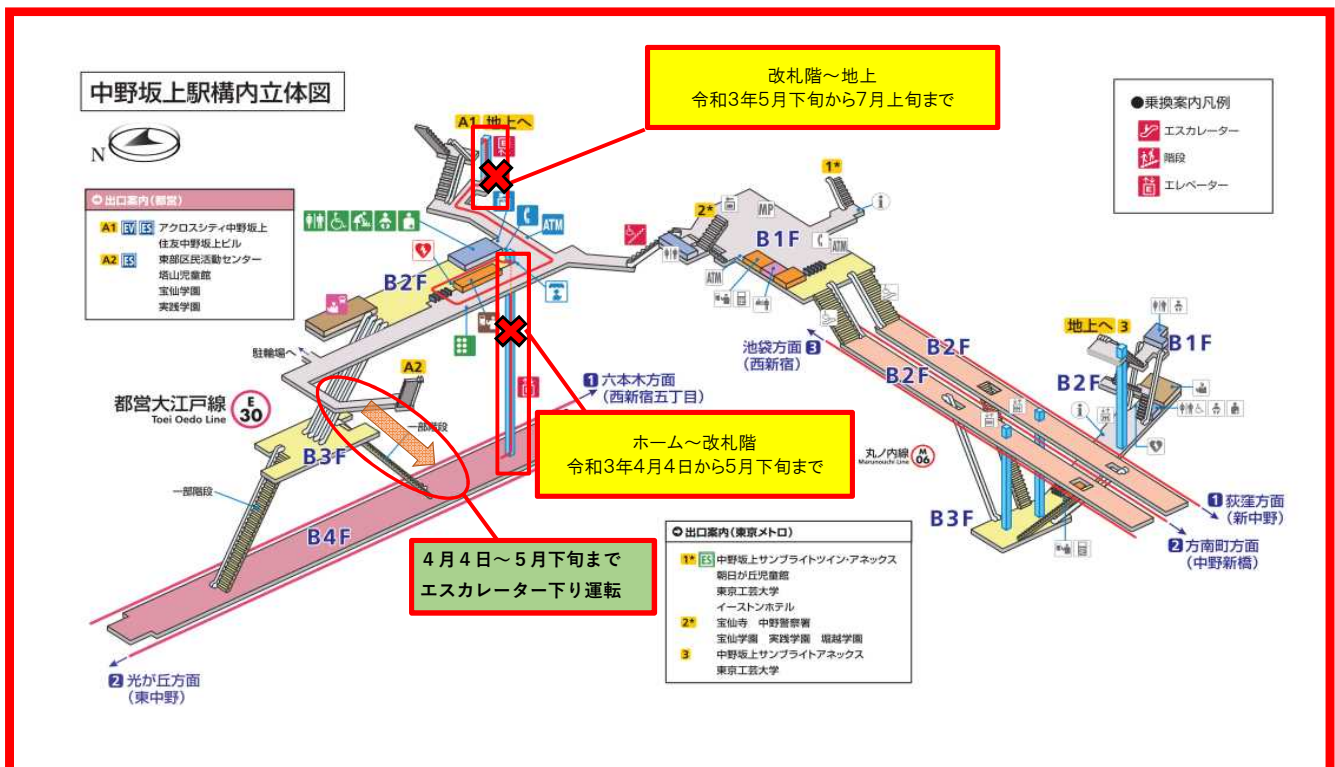 中野坂上駅構内立体図
N
出口案内(都営)
A1 EV ES アクロスシティ中野坂上
住友中野坂上ビル
A2 ES 東部区民活動センター
塔山児童館
宝仙学園
実践学園
改札階～地上
令和3年5月下旬から7月上旬まで
●乗換案内凡例
エスカレーター
階段
エレベーター
A1 地上へ
ATM
B2F
駐輪場へ
A2
都営大江戸線 E 30
Toei Oedo Line
一部階段
B3F
一部階段
B4F
1 六本木方面
(西新宿五丁目)
2 光が丘方面
(東中野)
ホーム～改札階
令和3年4月4日から5月下旬まで
4月4日～5月下旬まで
エスカレーター下り運転
1*
2*
MP
B1F
ATM
ATM
池袋方面 3
(西新宿)
B2F
B2F
地上へ 3
B1F
B2F
丸ノ内線 M 06
Marunouchi Line
B3F
1 荻窪方面
(新中野)
2 方南町方面
(中野新橋)
出口案内(東京メトロ)
1* ES 中野坂上サンブライトツイン・アネックス
朝日が丘児童館
東京工芸大学
イーストンホテル
2* 宝仙寺 中野警察署
宝仙学園 実践学園 堀越学園
3 中野坂上サンブライトアネックス
東京工芸大学